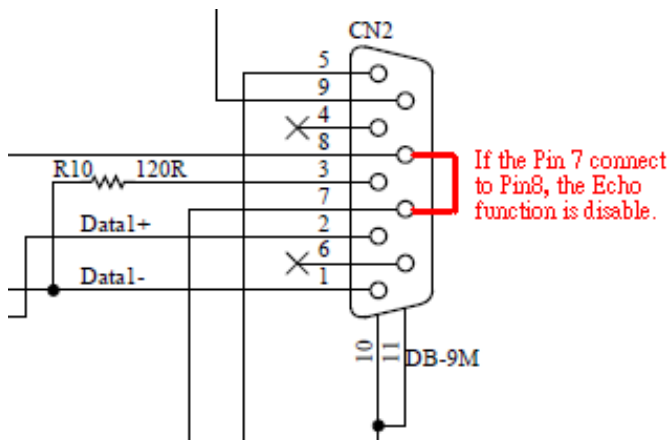 CN2
5
9
4
8
R10 120R
3
7
Data1+
2
6
Data1-
1
If the Pin 7 connect
to Pin8, the Echo
function is disable.
10
11
DB-9M